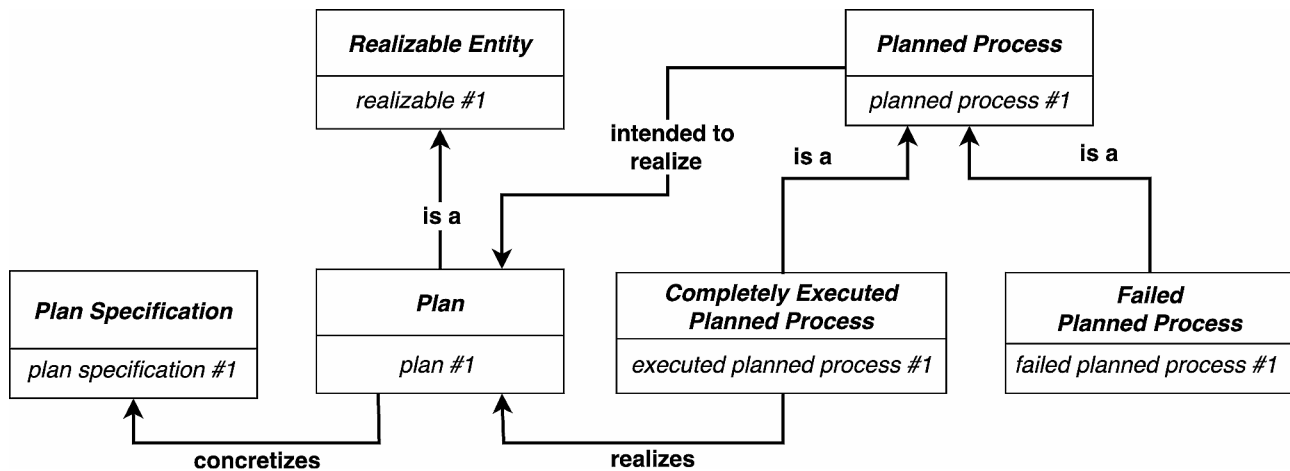 Realizable Entity
realizable #1
Planned Process
planned process #1
intended to
realize
is a
is a
is a
Plan Specification
plan specification #1
Plan
plan #1
Completely Executed
Planned Process
executed planned process #1
Failed
Planned Process
failed planned process #1
concretizes
realizes